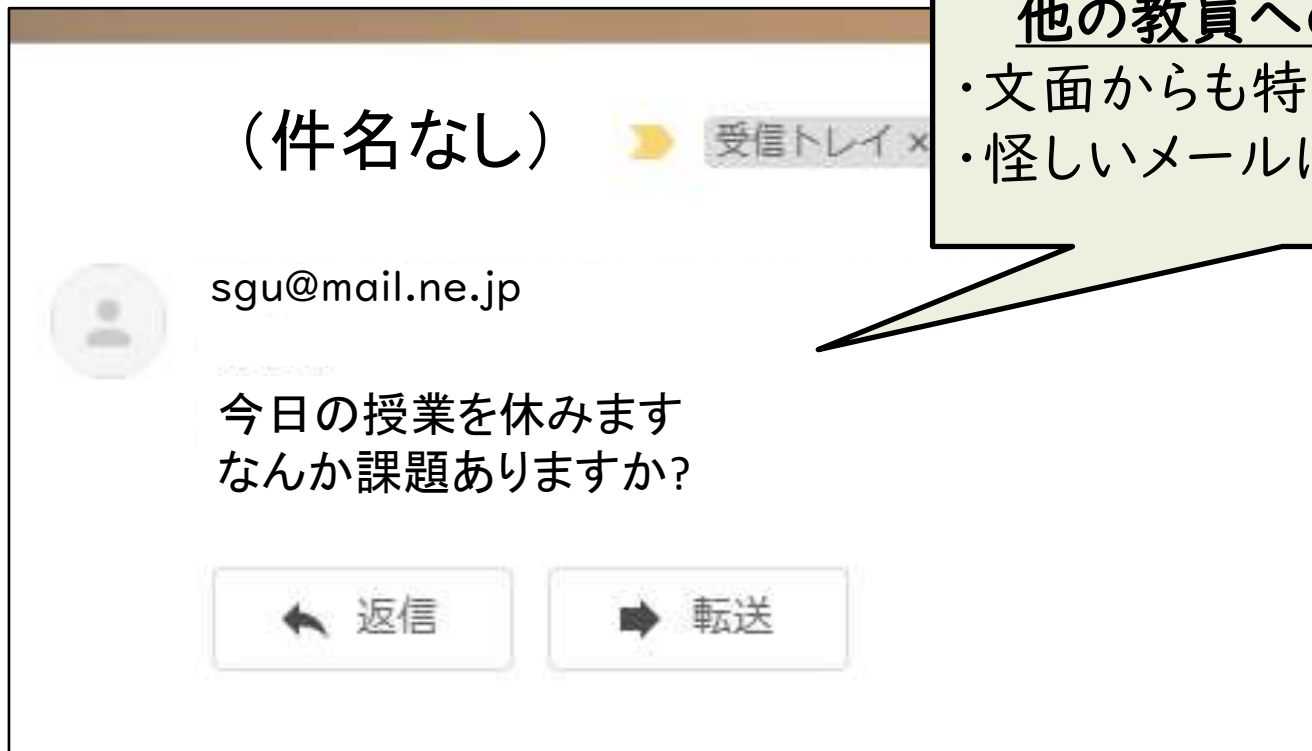 (件名なし)
受信トレイ ×
他の教員へ
・文面からも特
・怪しいメール
sgu@mail.ne.jp
今日の授業を休みます
なんか課題ありますか?
返信
転送